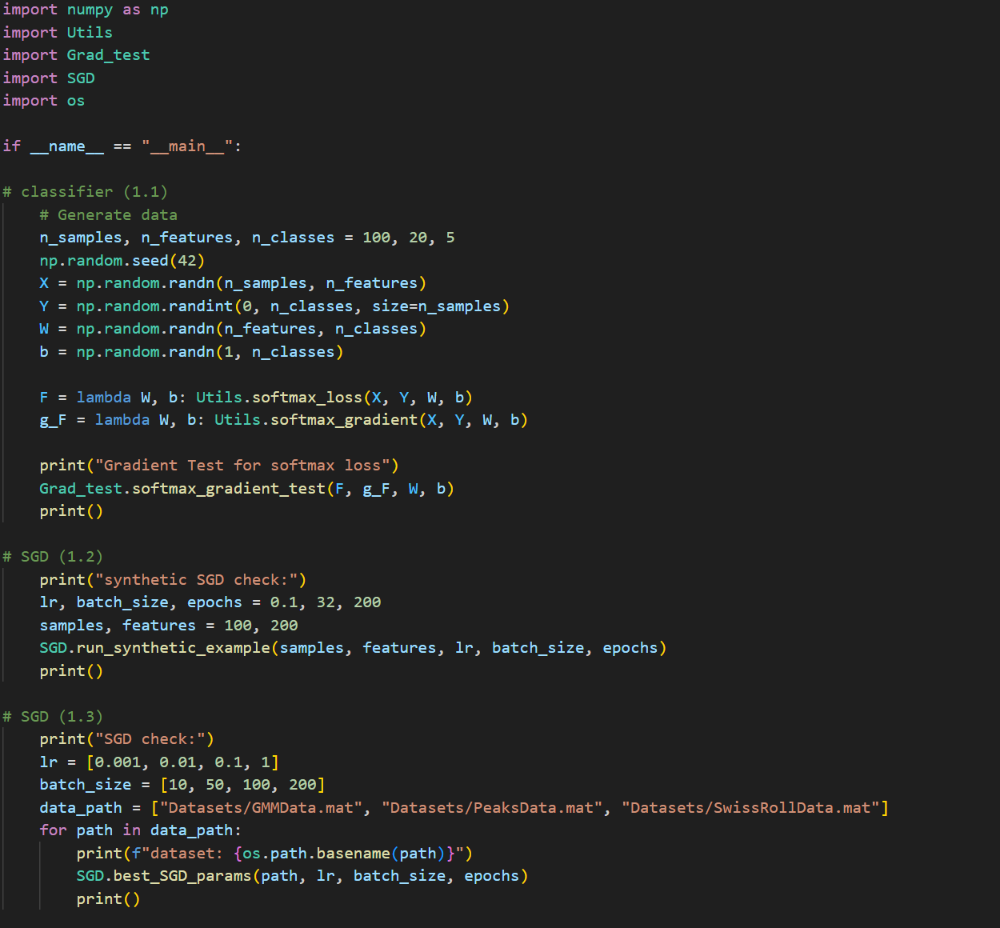 import numpy as np
import Utils
import Grad_test
import SGD
import os

if __name__ == "__main__":

# classifier (1.1)
    # Generate data
    n_samples, n_features, n_classes = 100, 20, 5
    np.random.seed(42)
    X = np.random.randn(n_samples, n_features)
    Y = np.random.randint(0, n_classes, size=n_samples)
    W = np.random.randn(n_features, n_classes)
    b = np.random.randn(1, n_classes)

    F = lambda W, b: Utils.softmax_loss(X, Y, W, b)
    g_F = lambda W, b: Utils.softmax_gradient(X, Y, W, b)

    print("Gradient Test for softmax loss")
    Grad_test.softmax_gradient_test(F, g_F, W, b)
    print()

# SGD (1.2)
    print("synthetic SGD check:")
    lr, batch_size, epochs = 0.1, 32, 200
    samples, features = 100, 200
    SGD.run_synthetic_example(samples, features, lr, batch_size, epochs)
    print()

# SGD (1.3)
    print("SGD check:")
    lr = [0.001, 0.01, 0.1, 1]
    batch_size = [10, 50, 100, 200]
    data_path = ["Datasets/GMMData.mat", "Datasets/PeaksData.mat", "Datasets/SwissRollData.mat"]
    for path in data_path:
        print(f"dataset: {os.path.basename(path)}")
        SGD.best_SGD_params(path, lr, batch_size, epochs)
        print()